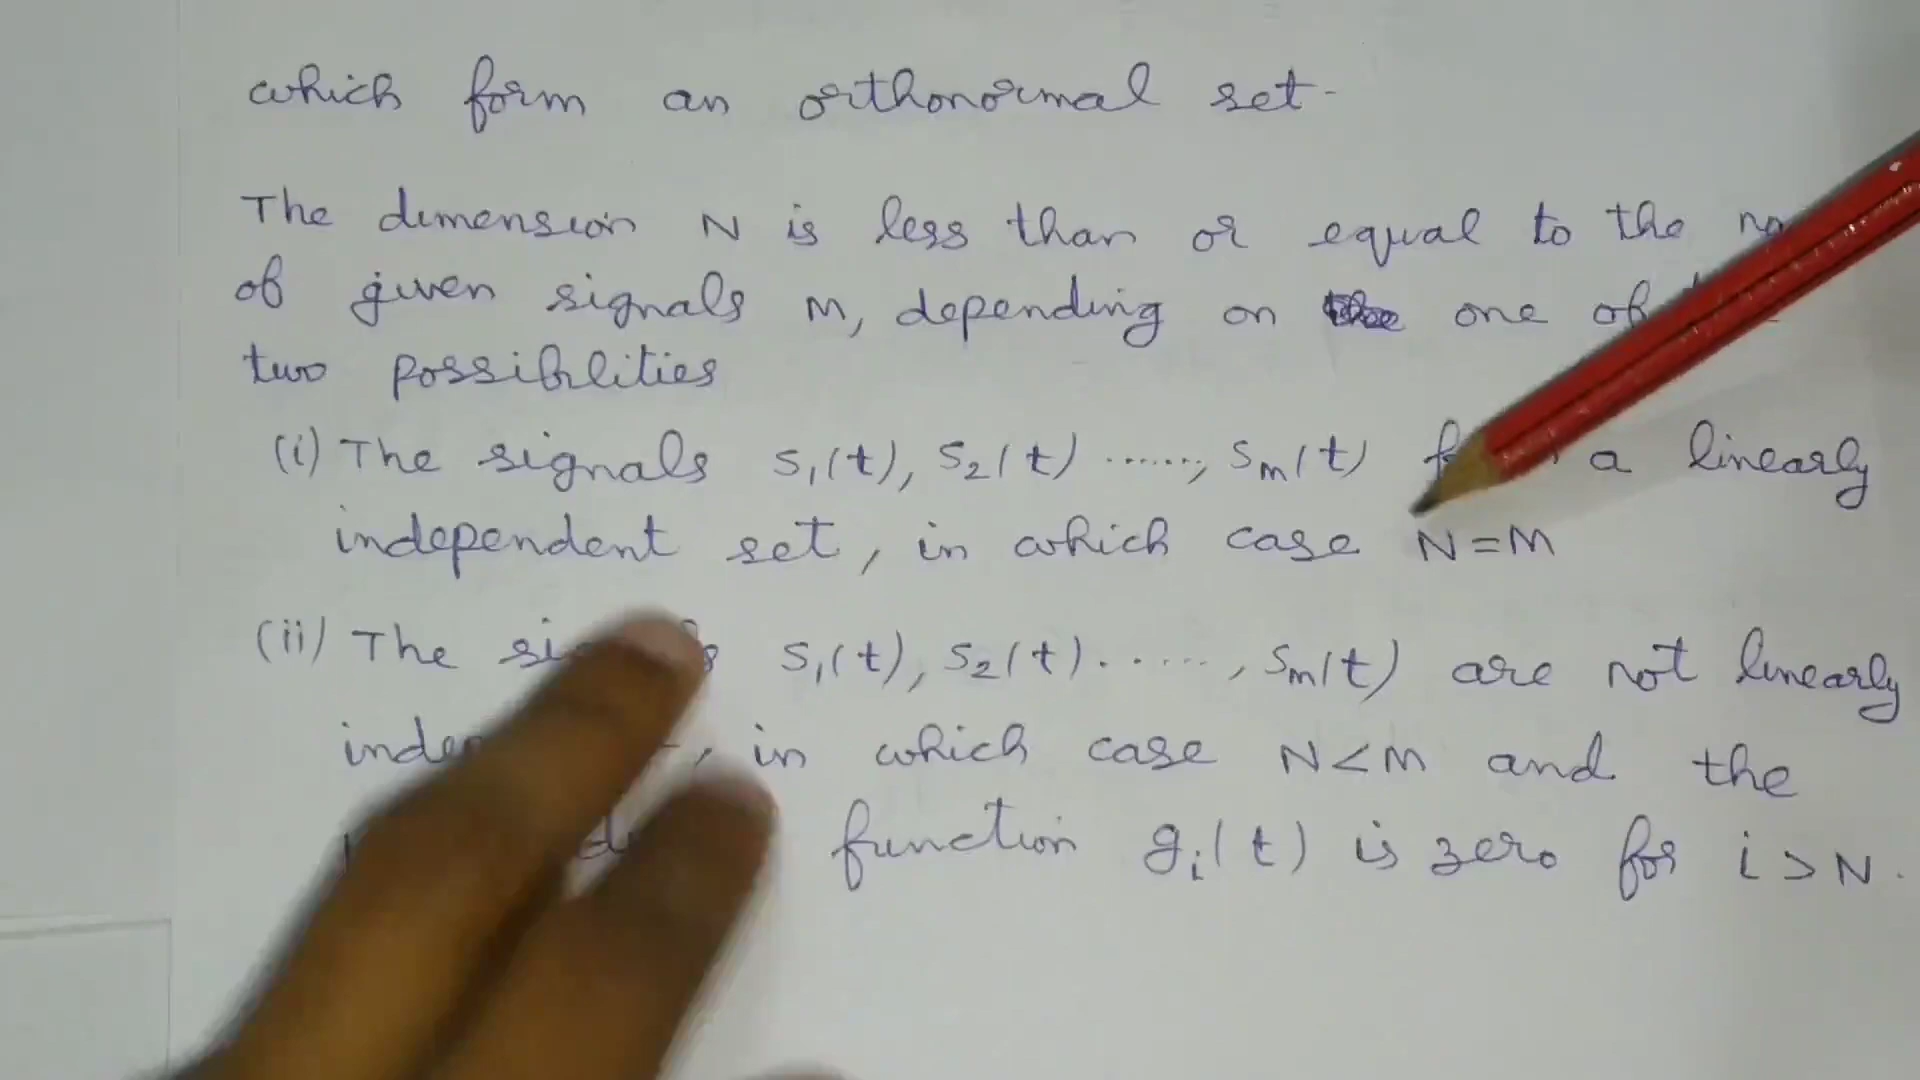 which form an orthonormal set.
The dimension N is less than or equal to the no
of given signals M, depending on one of
two possibilities
(i) The signals s₁(t), s₂(t) ......, sₘ(t) a linearly
independent set, in which case N=M
(ii) The s₁(t), s₂(t) ......, sₘ(t) are not linearly
in which case N<M and the
function gᵢ(t) is zero for i>N.